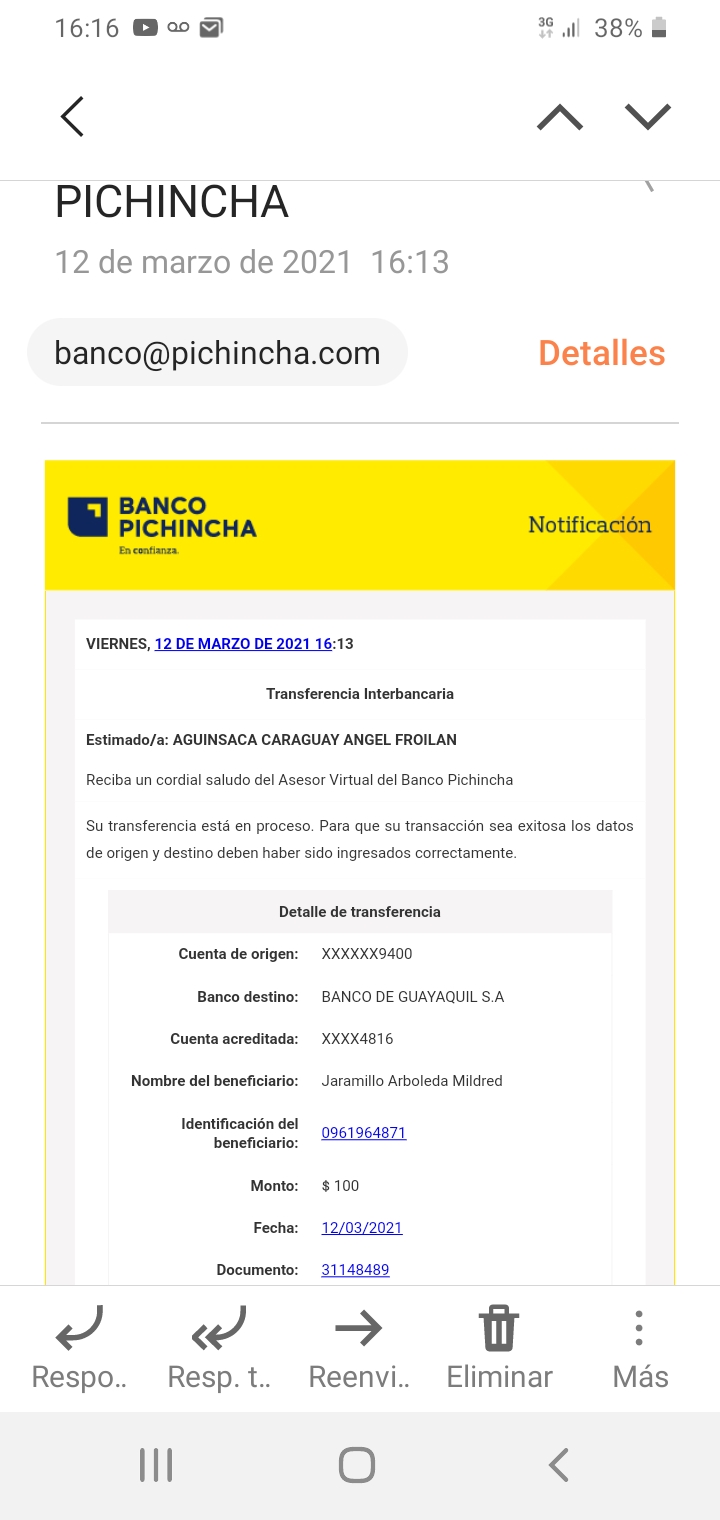 16:16
3G
38%
PICHINCHA
12 de marzo de 2021 16:13
banco@pichincha.com
Detalles
BANCO
PICHINCHA
En confianza.
Notificación
VIERNES, 12 DE MARZO DE 2021 16:13
Transferencia Interbancaria
Estimado/a: AGUINSACA CARAGUAY ANGEL FROILAN
Reciba un cordial saludo del Asesor Virtual del Banco Pichincha
Su transferencia está en proceso. Para que su transacción sea exitosa los datos
de origen y destino deben haber sido ingresados correctamente.
Detalle de transferencia
Cuenta de origen: XXXXXX9400
Banco destino: BANCO DE GUAYAQUIL S.A
Cuenta acreditada: XXXX4816
Nombre del beneficiario: Jaramillo Arboleda Mildred
Identificación del
beneficiario: 0961964871
Monto: $ 100
Fecha: 12/03/2021
Documento: 31148489
Respo.. Resp. t.. Reenvi.. Eliminar Más